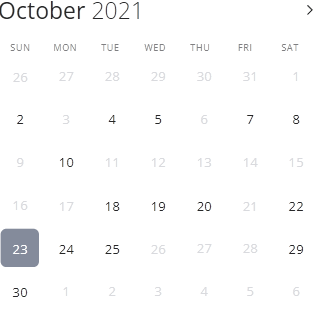 October 2021
SUN MON TUE WED THU FRI SAT
26 27 28 29 30 31 1
2 3 4 5 6 7 8
9 10 11 12 13 14 15
16 17 18 19 20 21 22
23 24 25 26 27 28 29
30 1 2 3 4 5 6